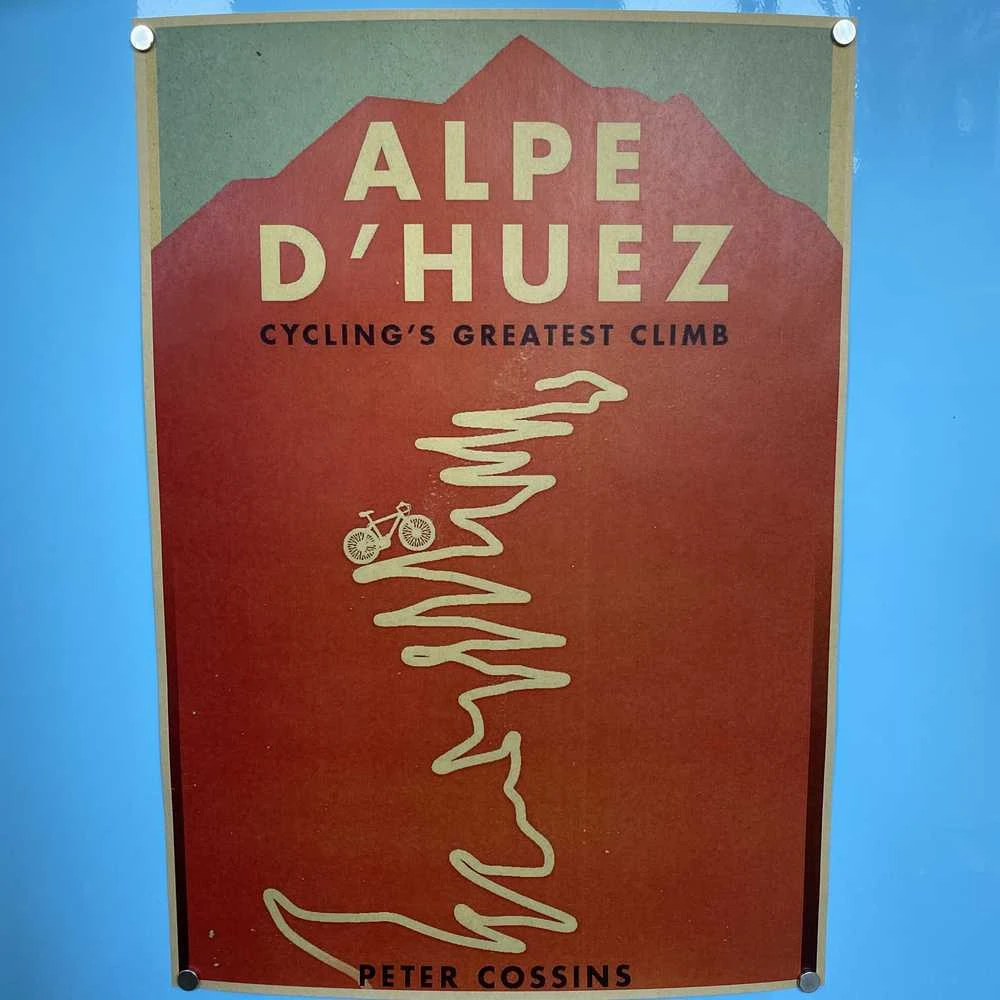 ALPE
D'HUEZ
CYCLING'S GREATEST CLIMB
PETER COSSINS